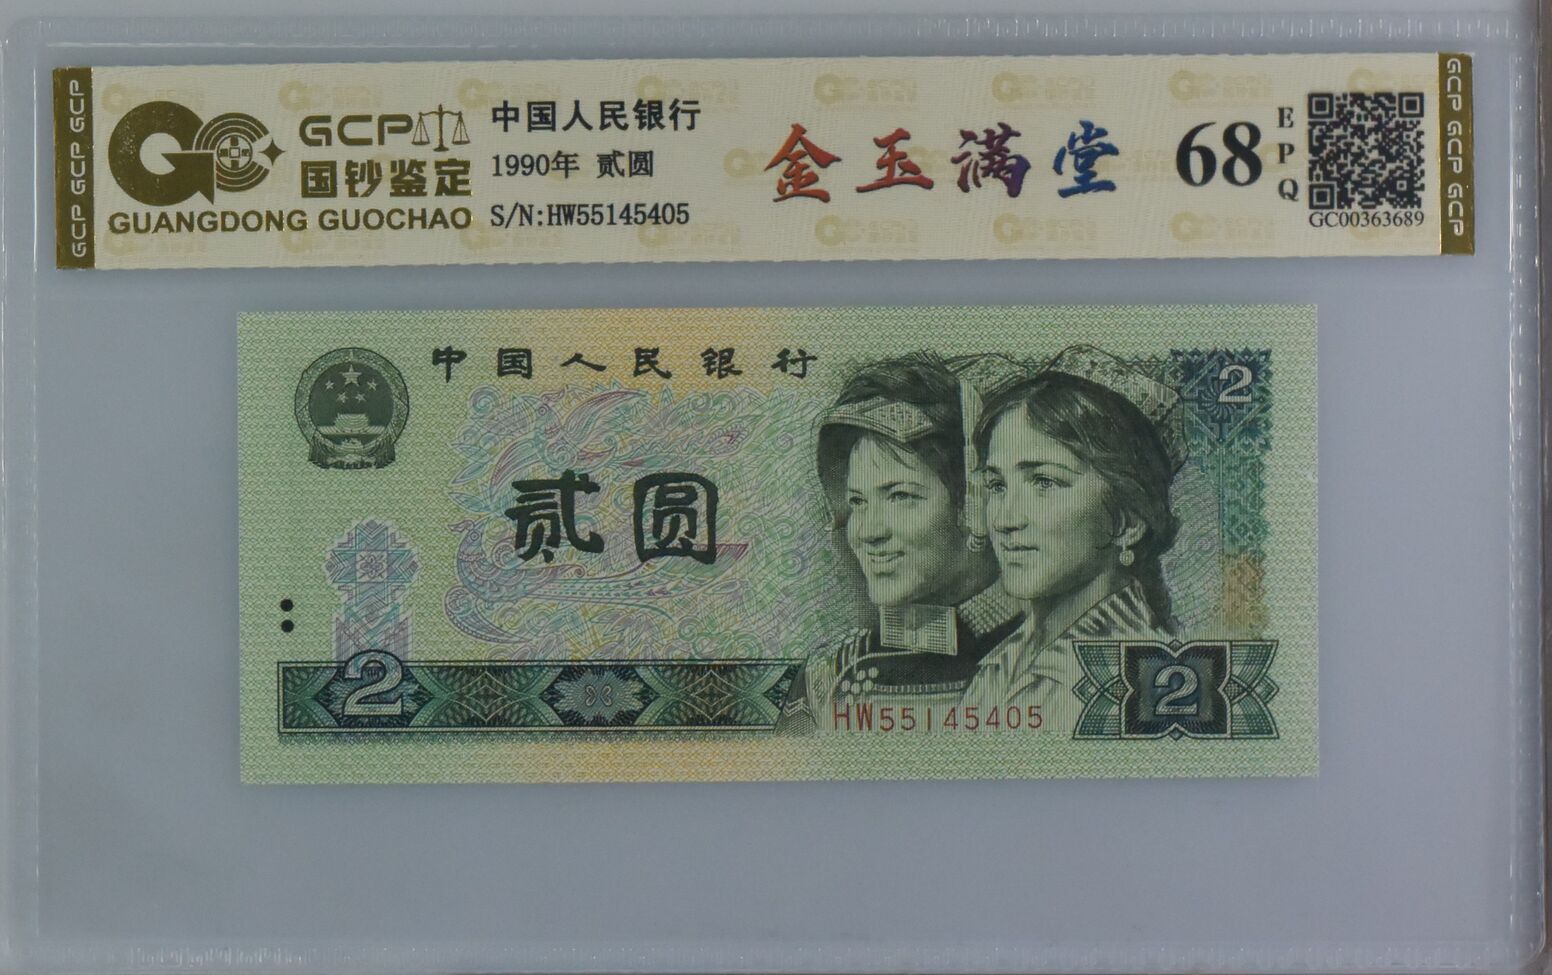 GCP GCP GCP
GCP
国钞鉴定
GUANGDONG GUOCHAO
中国人民银行
1990年 贰圆
S/N:HW55145405
金玉满堂
68
EPQ
GC00363689
GCP GCP GCP
中国人民银行
2
贰圆
2
HW55145405
2